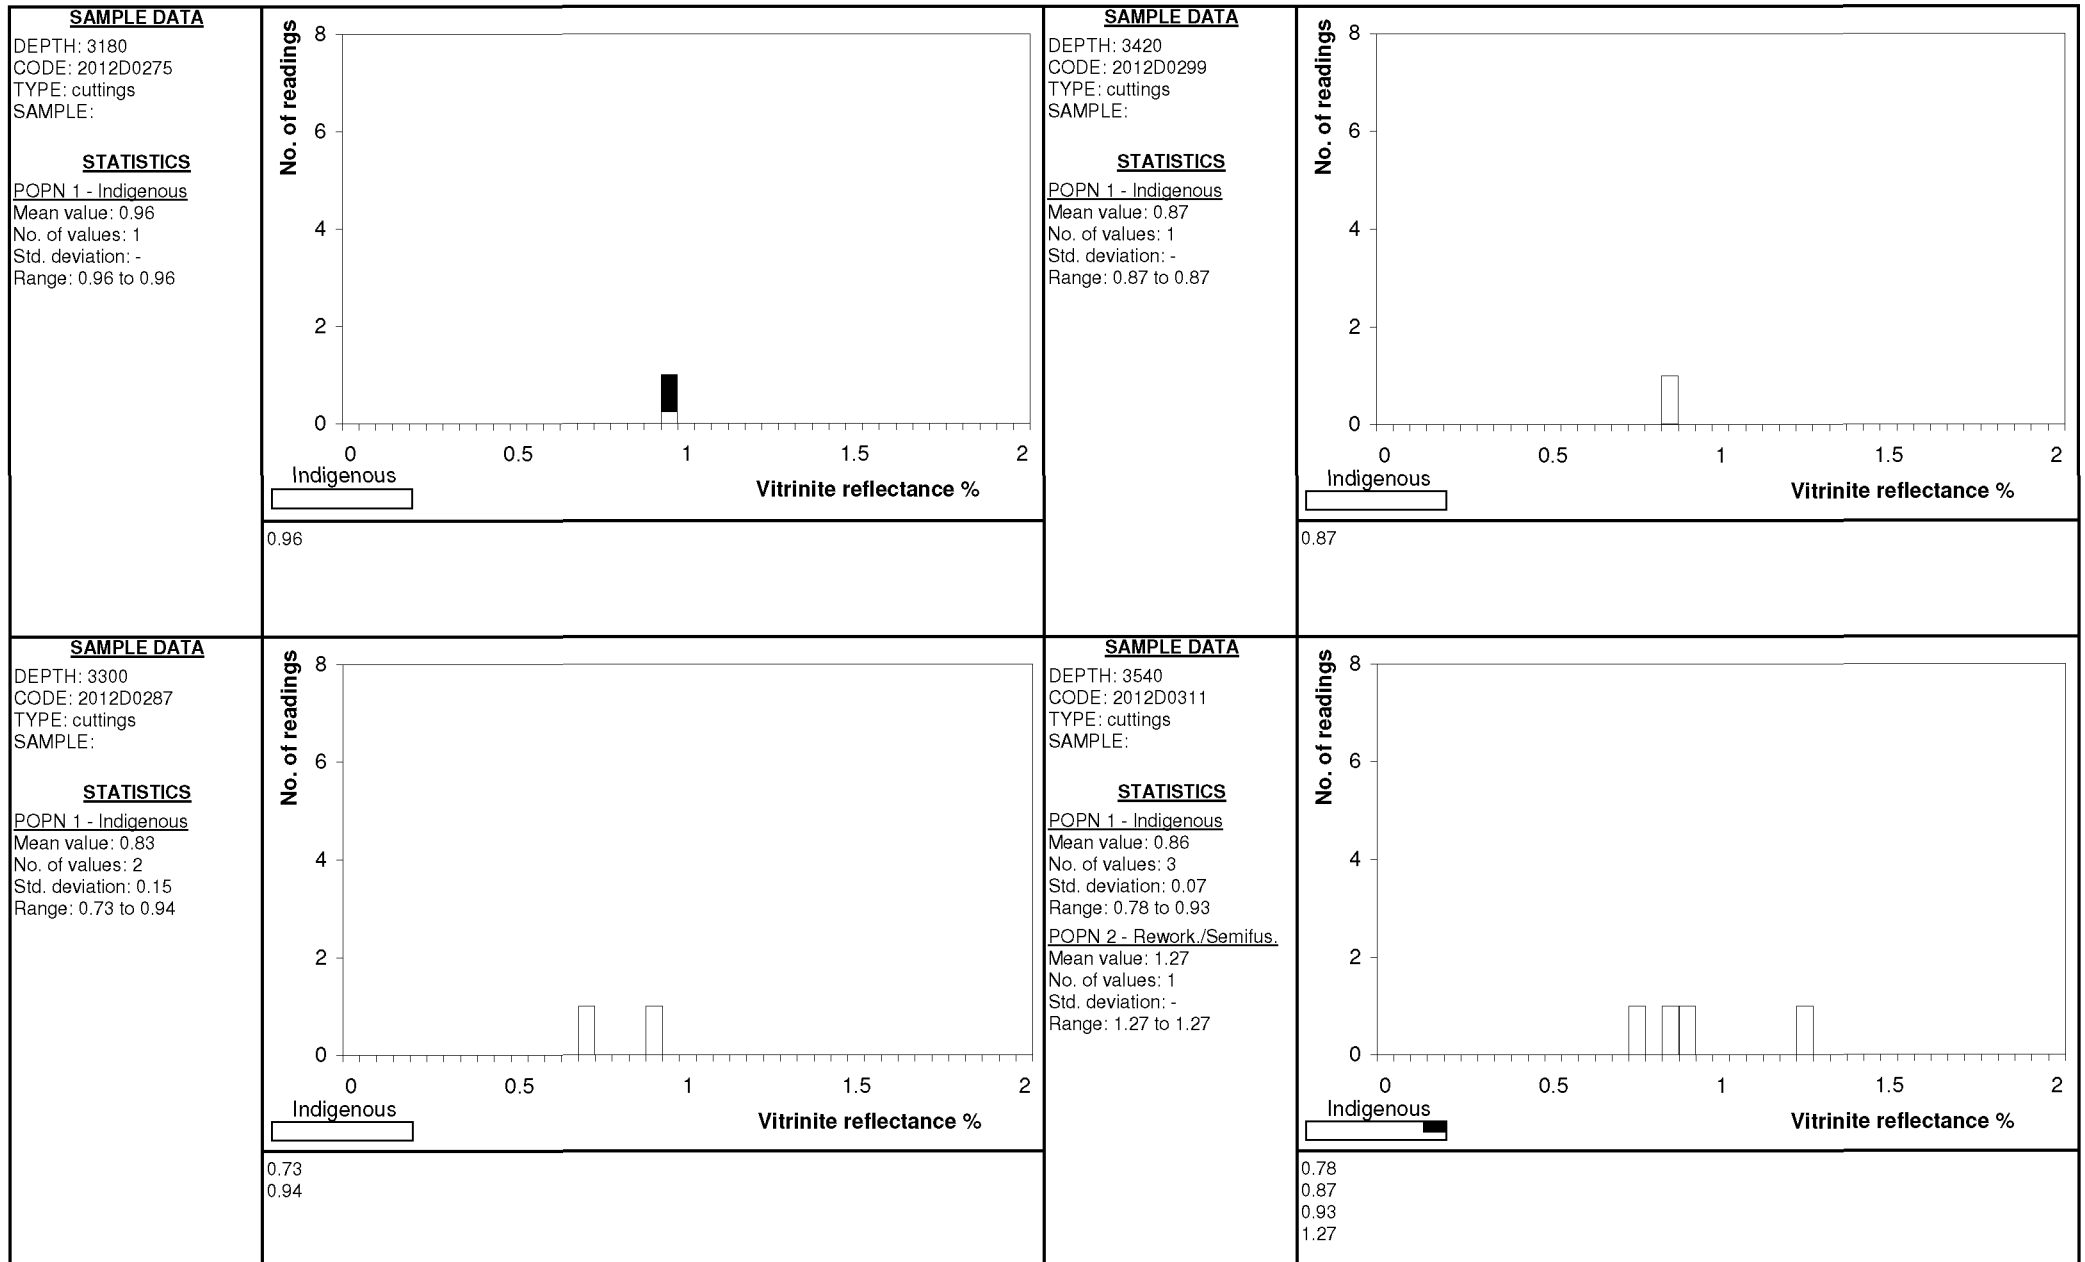 SAMPLE DATA
DEPTH: 3180
CODE: 2012D0275
TYPE: cuttings
SAMPLE:
STATISTICS
POPN 1 - Indigenous
Mean value: 0.96
No. of values: 1
Std. deviation: -
Range: 0.96 to 0.96
No. of readings
8
6
4
2
0
0 0.5 1 1.5 2
Indigenous
Vitrinite reflectance %
0.96
SAMPLE DATA
DEPTH: 3420
CODE: 2012D0299
TYPE: cuttings
SAMPLE:
STATISTICS
POPN 1 - Indigenous
Mean value: 0.87
No. of values: 1
Std. deviation: -
Range: 0.87 to 0.87
No. of readings
8
6
4
2
0
0 0.5 1 1.5 2
Indigenous
Vitrinite reflectance %
0.87
SAMPLE DATA
DEPTH: 3300
CODE: 2012D0287
TYPE: cuttings
SAMPLE:
STATISTICS
POPN 1 - Indigenous
Mean value: 0.83
No. of values: 2
Std. deviation: 0.15
Range: 0.73 to 0.94
No. of readings
8
6
4
2
0
0 0.5 1 1.5 2
Indigenous
Vitrinite reflectance %
0.73
0.94
SAMPLE DATA
DEPTH: 3540
CODE: 2012D0311
TYPE: cuttings
SAMPLE:
STATISTICS
POPN 1 - Indigenous
Mean value: 0.86
No. of values: 3
Std. deviation: 0.07
Range: 0.78 to 0.93
POPN 2 - Rework./Semifus.
Mean value: 1.27
No. of values: 1
Std. deviation: -
Range: 1.27 to 1.27
No. of readings
8
6
4
2
0
0 0.5 1 1.5 2
Indigenous
Vitrinite reflectance %
0.78
0.87
0.93
1.27